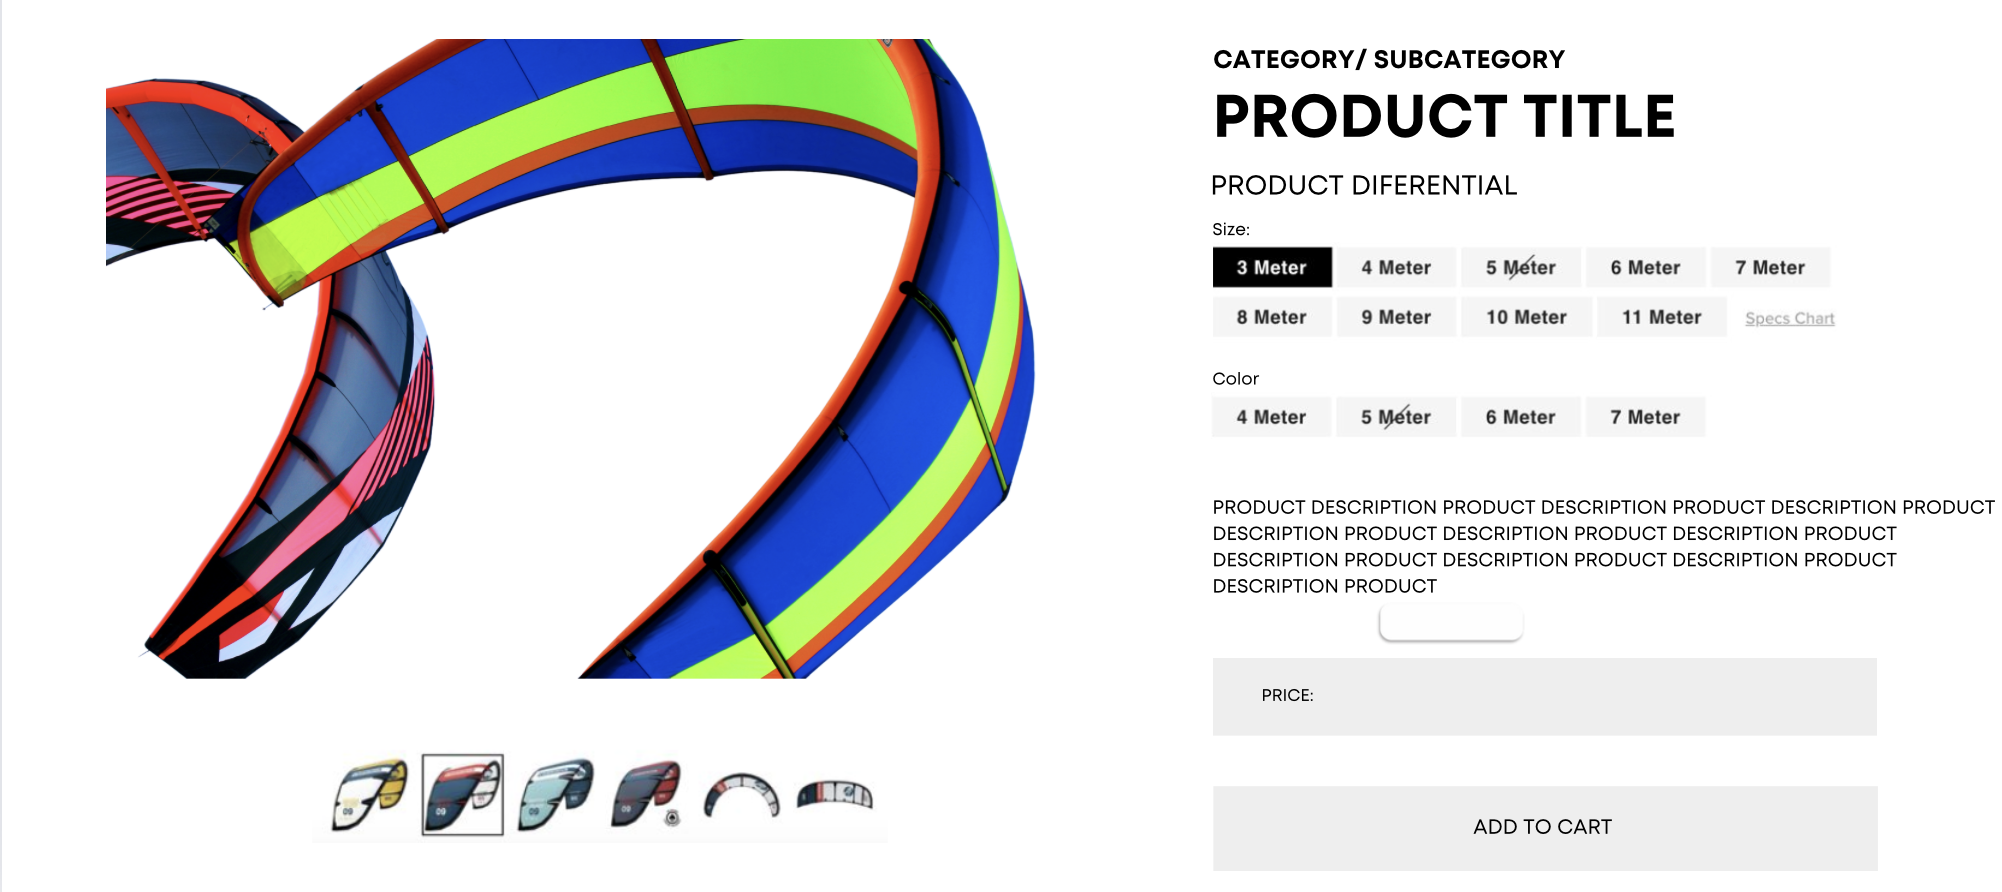 CATEGORY/ SUBCATEGORY
PRODUCT TITLE
PRODUCT DIFERENTIAL
Size:
3 Meter 4 Meter 5 Meter 6 Meter 7 Meter
8 Meter 9 Meter 10 Meter 11 Meter Specs Chart
Color
4 Meter 5 Meter 6 Meter 7 Meter
PRODUCT DESCRIPTION PRODUCT DESCRIPTION PRODUCT DESCRIPTION PRODUCT
DESCRIPTION PRODUCT DESCRIPTION PRODUCT DESCRIPTION PRODUCT
DESCRIPTION PRODUCT DESCRIPTION PRODUCT DESCRIPTION PRODUCT
DESCRIPTION PRODUCT
PRICE:
ADD TO CART